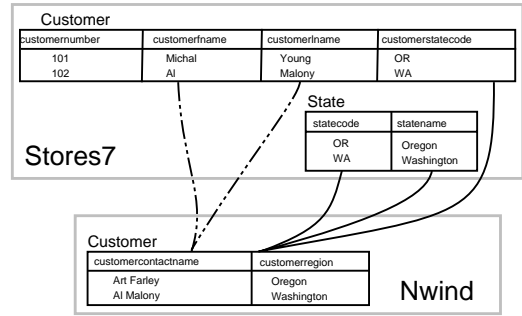 Customer
customernumber customerfname customerlname customerstatecode
101 Michal Young OR
102 Al Malony WA
State
statecode statename
OR Oregon
WA Washington
Stores7
Customer
customercontactname customerregion
Art Farley Oregon
Al Malony Washington
Nwind